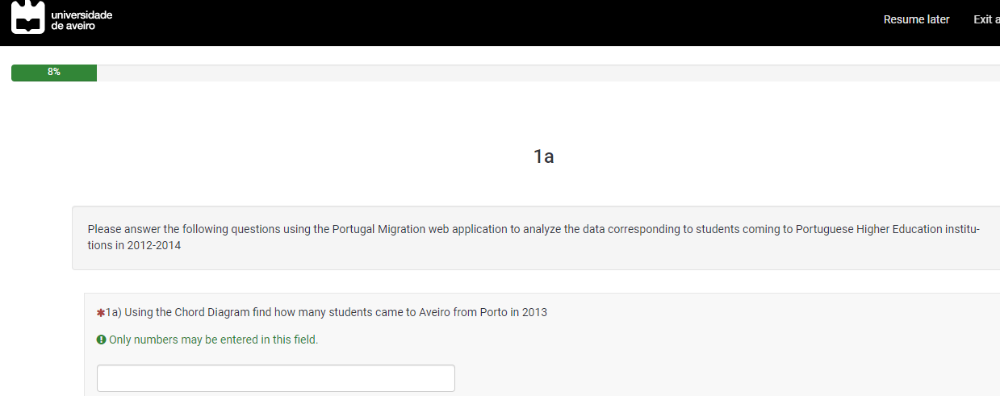 universidade
de aveiro
Resume later
Exit a
8%
1a
Please answer the following questions using the Portugal Migration web application to analyze the data corresponding to students coming to Portuguese Higher Education institu-
tions in 2012-2014
✱1a) Using the Chord Diagram find how many students came to Aveiro from Porto in 2013
Only numbers may be entered in this field.